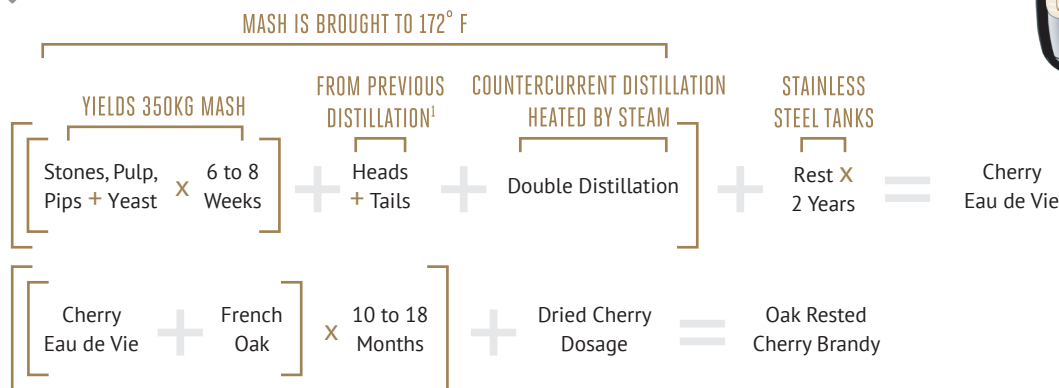 MASH IS BROUGHT TO 172° F
YIELDS 350KG MASH
FROM PREVIOUS
DISTILLATION¹
COUNTERCURRENT DISTILLATION
HEATED BY STEAM
STAINLESS
STEEL TANKS
Stones, Pulp,
Pips + Yeast
x
6 to 8
Weeks
+
Heads
+ Tails
+
Double Distillation
+
Rest x
2 Years
=
Cherry
Eau de Vie
Cherry
Eau de Vie
+
French
Oak
x
10 to 18
Months
+
Dried Cherry
Dosage
=
Oak Rested
Cherry Brandy